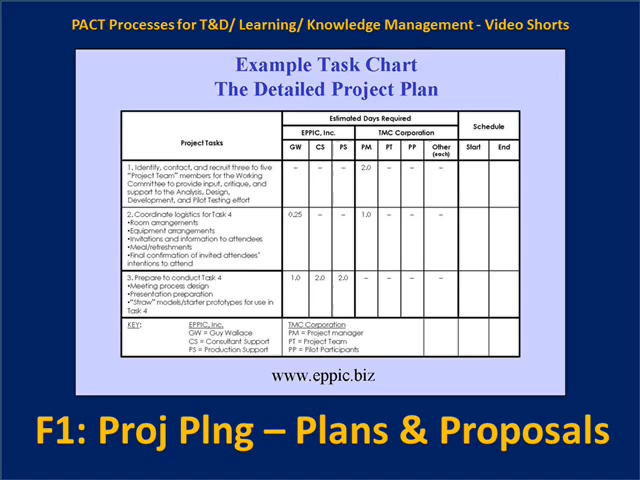 PACT Processes for T&D/ Learning/ Knowledge Management - Video Shorts
Example Task Chart
The Detailed Project Plan
Project Tasks
Estimated Days Required
Schedule
EPPIC, Inc.
TMC Corporation
GW CS PS PM PT PP Other (each) Start End
1. Identify, contact, and recruit three to five
"Project Team" members for the Working
Committee to provide input, critique, and
support to the Analysis, Design,
Development, and Pilot Testing effort
– – – 2.0 – – –
2. Coordinate logistics for Task 4
•Room arrangements
•Equipment arrangements
•Invitations and information to attendees
•Meal/refreshments
•Final confirmation of invited attendees'
intentions to attend
0.25 – – 1.0 – – –
3. Prepare to conduct Task 4
•Meeting process design
•Presentation preparation
•"Straw" models/starter prototypes for use in
Task 4
1.0 2.0 2.0 – – – –
KEY: EPPIC, Inc.
GW = Guy Wallace
CS = Consultant Support
PS = Production Support
TMC Corporation
PM = Project manager
PT = Project Team
PP = Pilot Participants
www.eppic.biz
F1: Proj Plng – Plans & Proposals